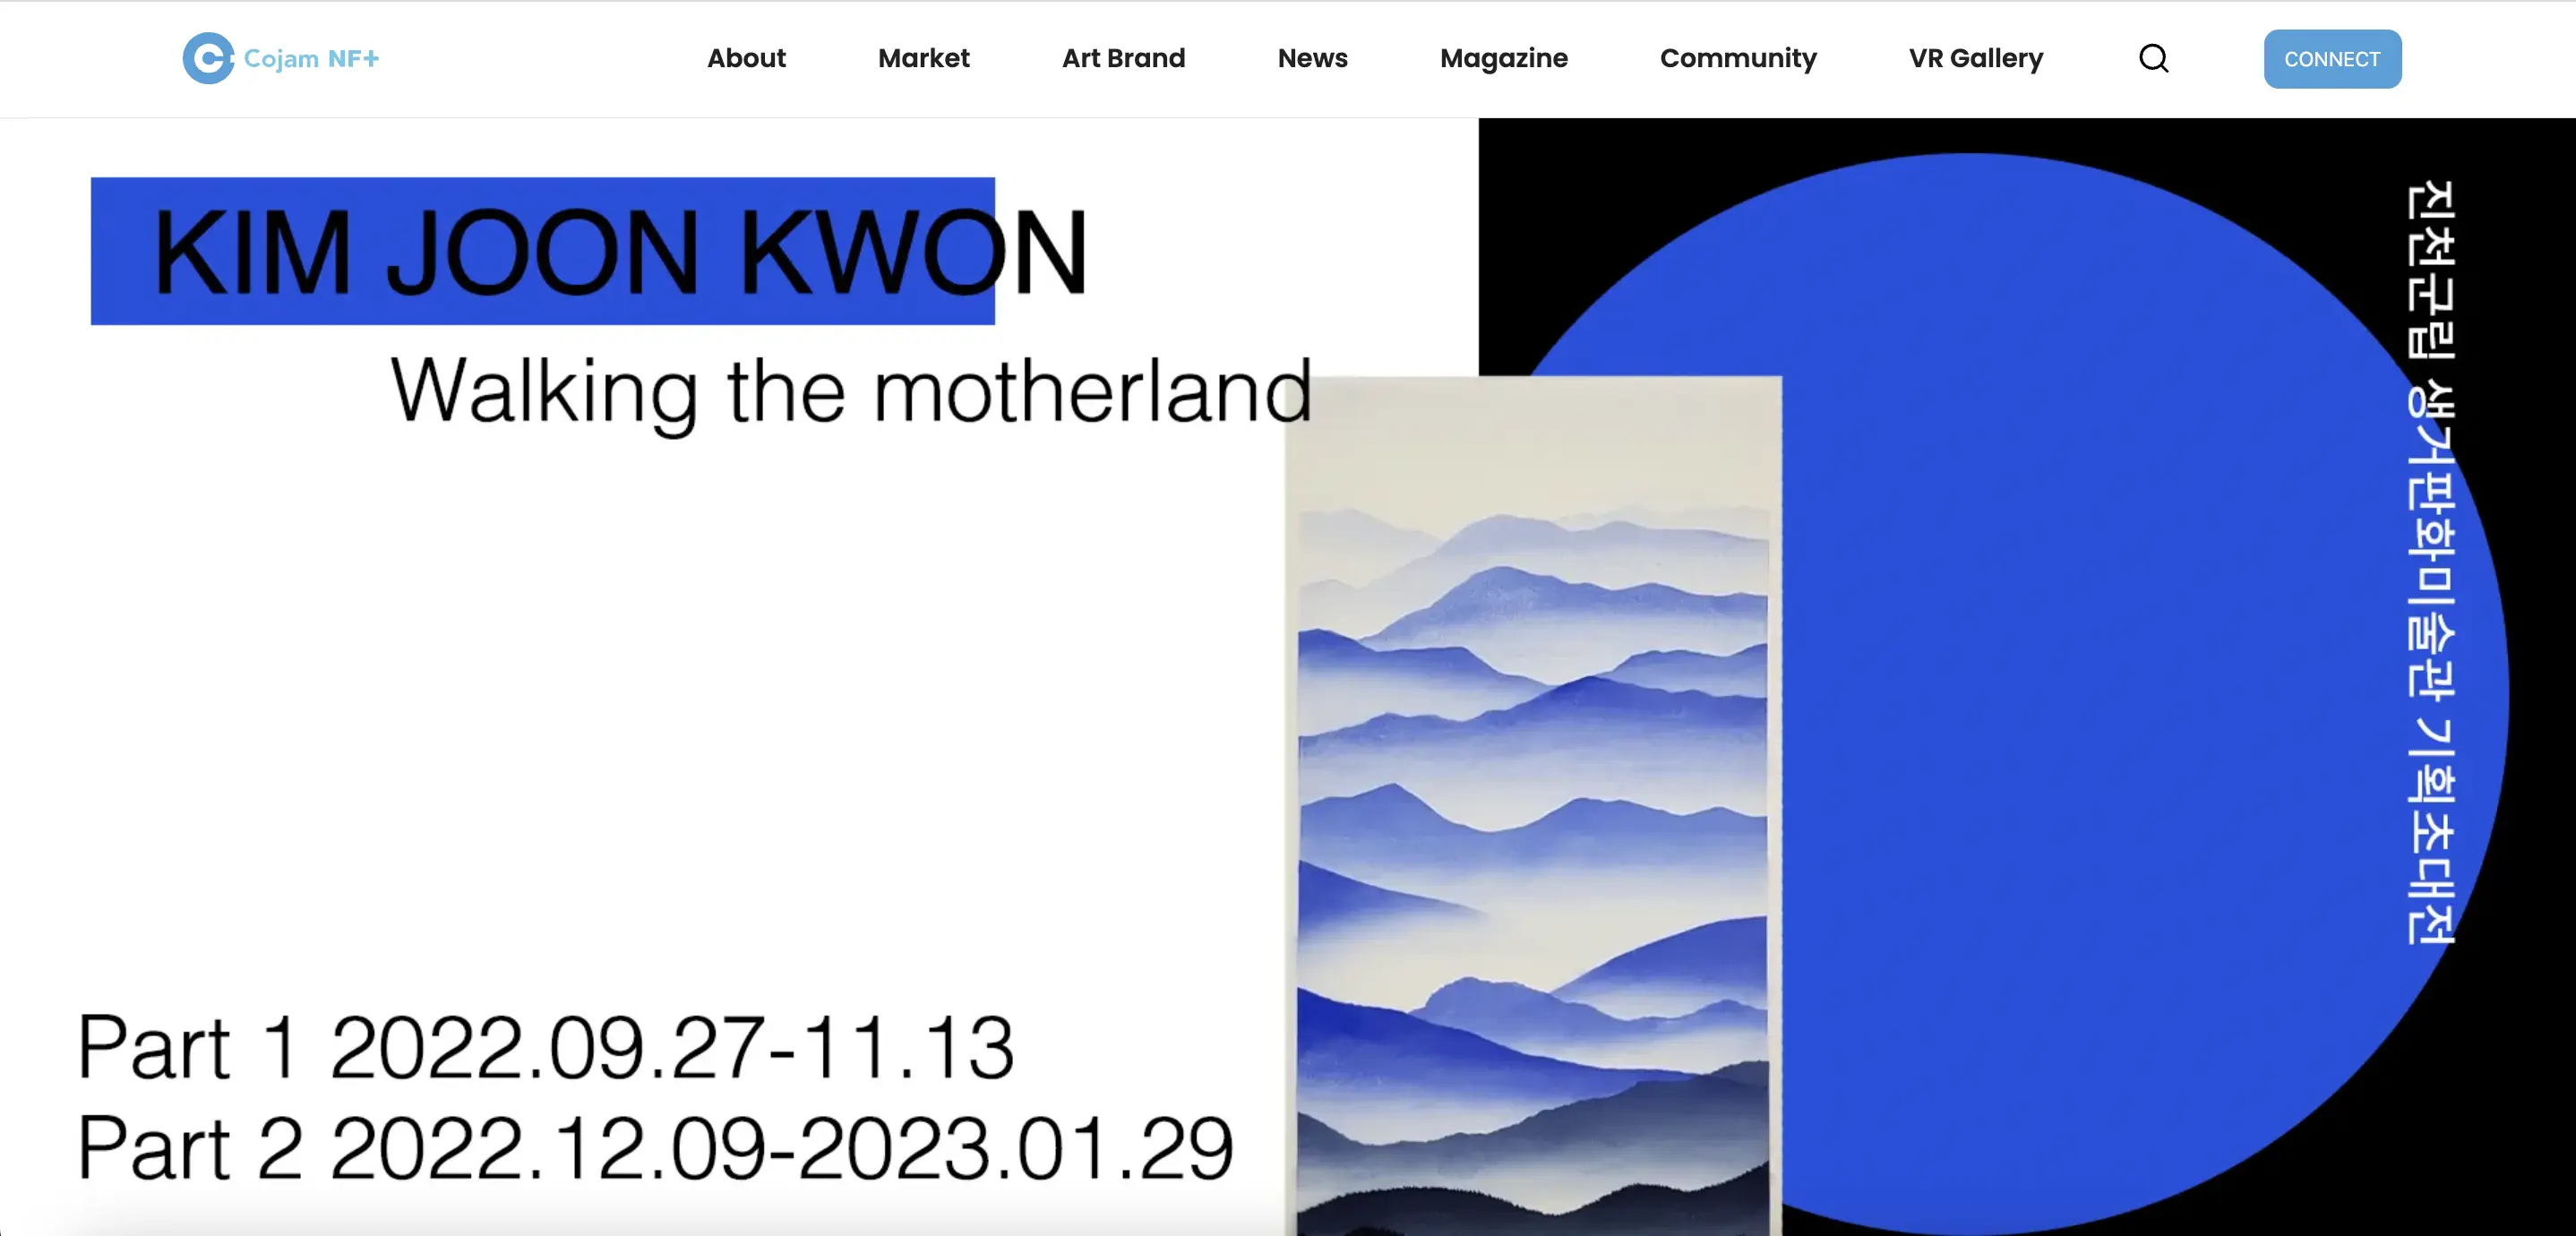 Cojam NF+
About
Market
Art Brand
News
Magazine
Community
VR Gallery
CONNECT
KIM JOON KWON
Walking the motherland
Part 1 2022.09.27-11.13
Part 2 2022.12.09-2023.01.29
진천군립 생거판화미술관 기획초대전